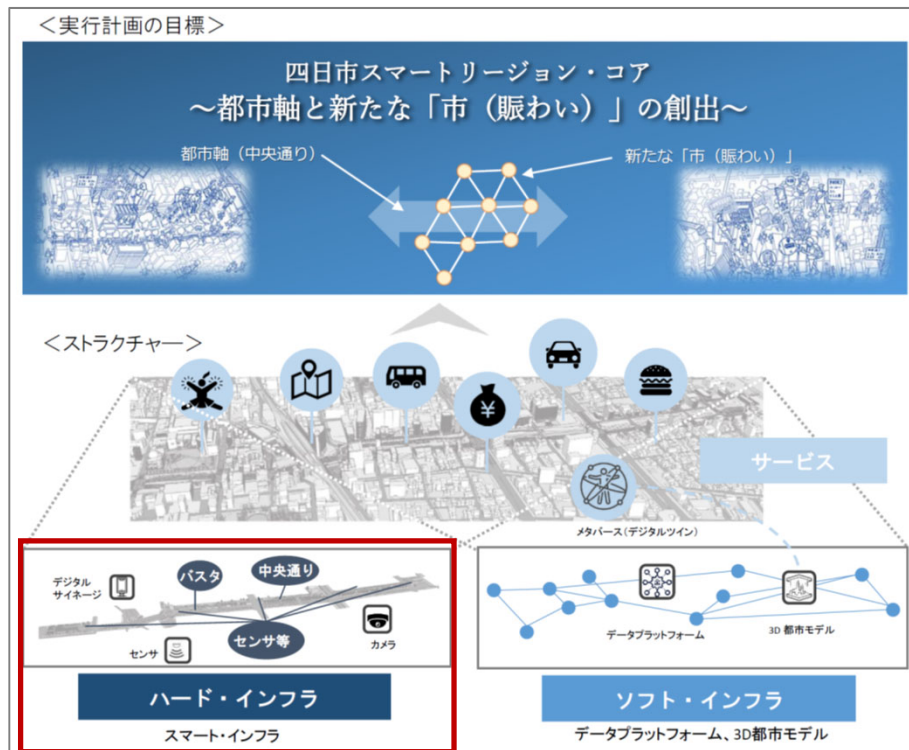 ＜実行計画の目標＞
四日市スマートリージョン・コア
～都市軸と新たな「市（賑わい）」の創出～
都市軸（中央通り）
新たな「市（賑わい）」
＜ストラクチャー＞
¥
サービス
メタバース（デジタルツイン）
デジタル
サイネージ
バスタ
中央通り
センサ等
センサ
カメラ
データプラットフォーム
3D 都市モデル
ハード・インフラ
スマート・インフラ
ソフト・インフラ
データプラットフォーム、3D都市モデル